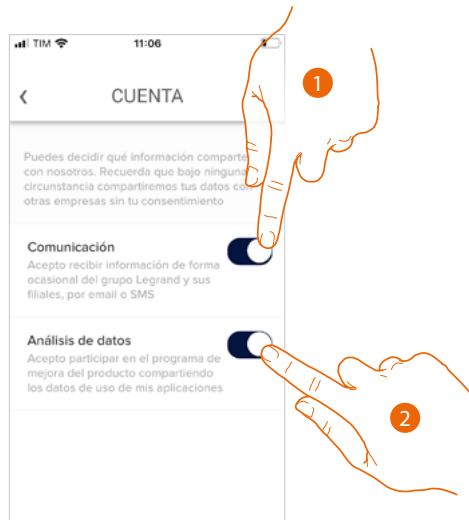 TIM 11:06
CUENTA
Puedes decidir qué información comparte
con nosotros. Recuerda que bajo ninguna
circunstancia compartiremos tus datos con
otras empresas sin tu consentimiento
Comunicación
Acepto recibir información de forma
ocasional del grupo Legrand y sus
filiales, por email o SMS
Análisis de datos
Acepto participar en el programa de
mejora del producto compartiendo
los datos de uso de mis aplicaciones
1
2